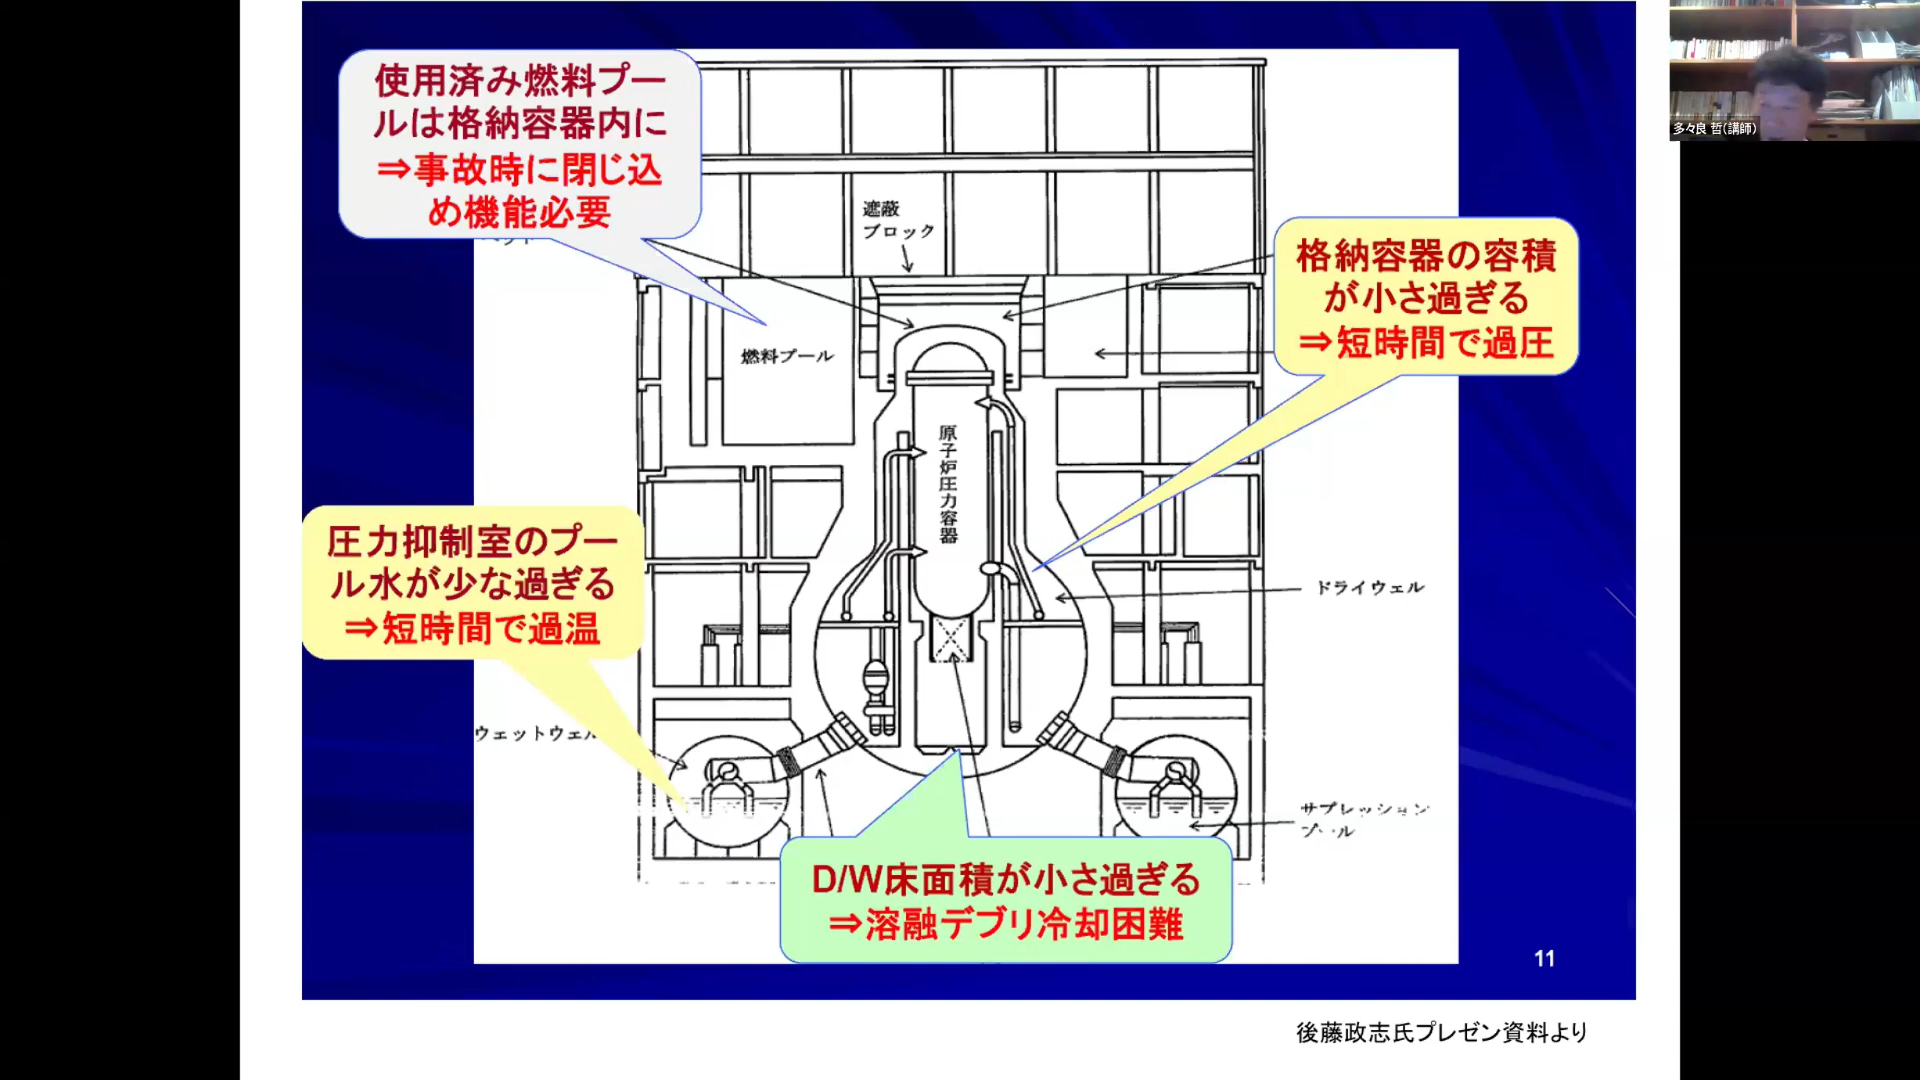 使用済み燃料プー
ルは格納容器内に
⇒事故時に閉じ込
め機能必要
多々良 哲(講師)
遮蔽
ブロック
格納容器の容積
が小さ過ぎる
⇒短時間で過圧
燃料プール
原子炉圧力容器
圧力抑制室のプー
ル水が少な過ぎる
⇒短時間で過温
ドライウェル
ウェットウェル
サプレッション
プール
D/W床面積が小さ過ぎる
⇒溶融デブリ冷却困難
11
後藤政志氏プレゼン資料より